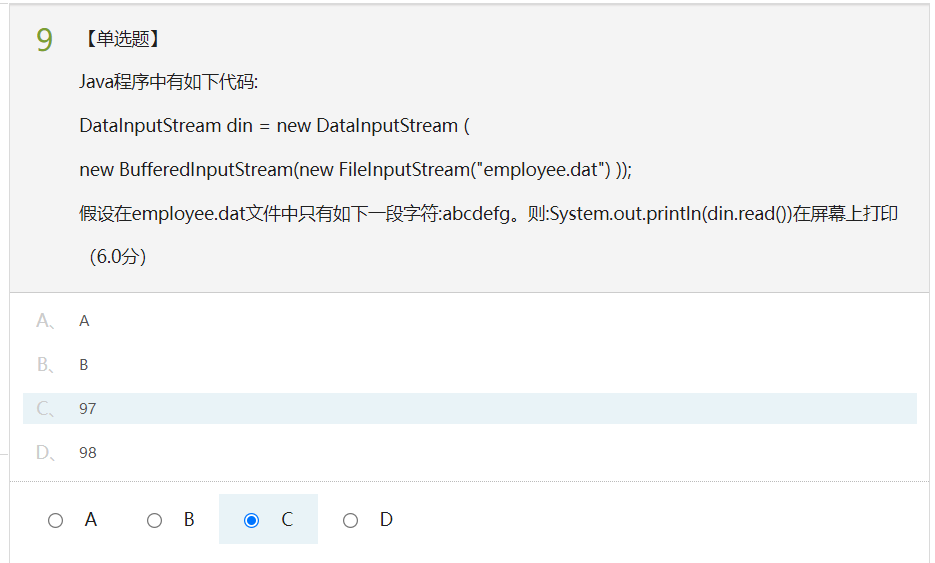 9 【单选题】
Java程序中有如下代码:
DataInputStream din = new DataInputStream (
new BufferedInputStream(new FileInputStream("employee.dat") ));
假设在employee.dat文件中只有如下一段字符:abcdefg。则:System.out.println(din.read())在屏幕上打印
（6.0分）
A、 A
B、 B
C、 97
D、 98
A B C D